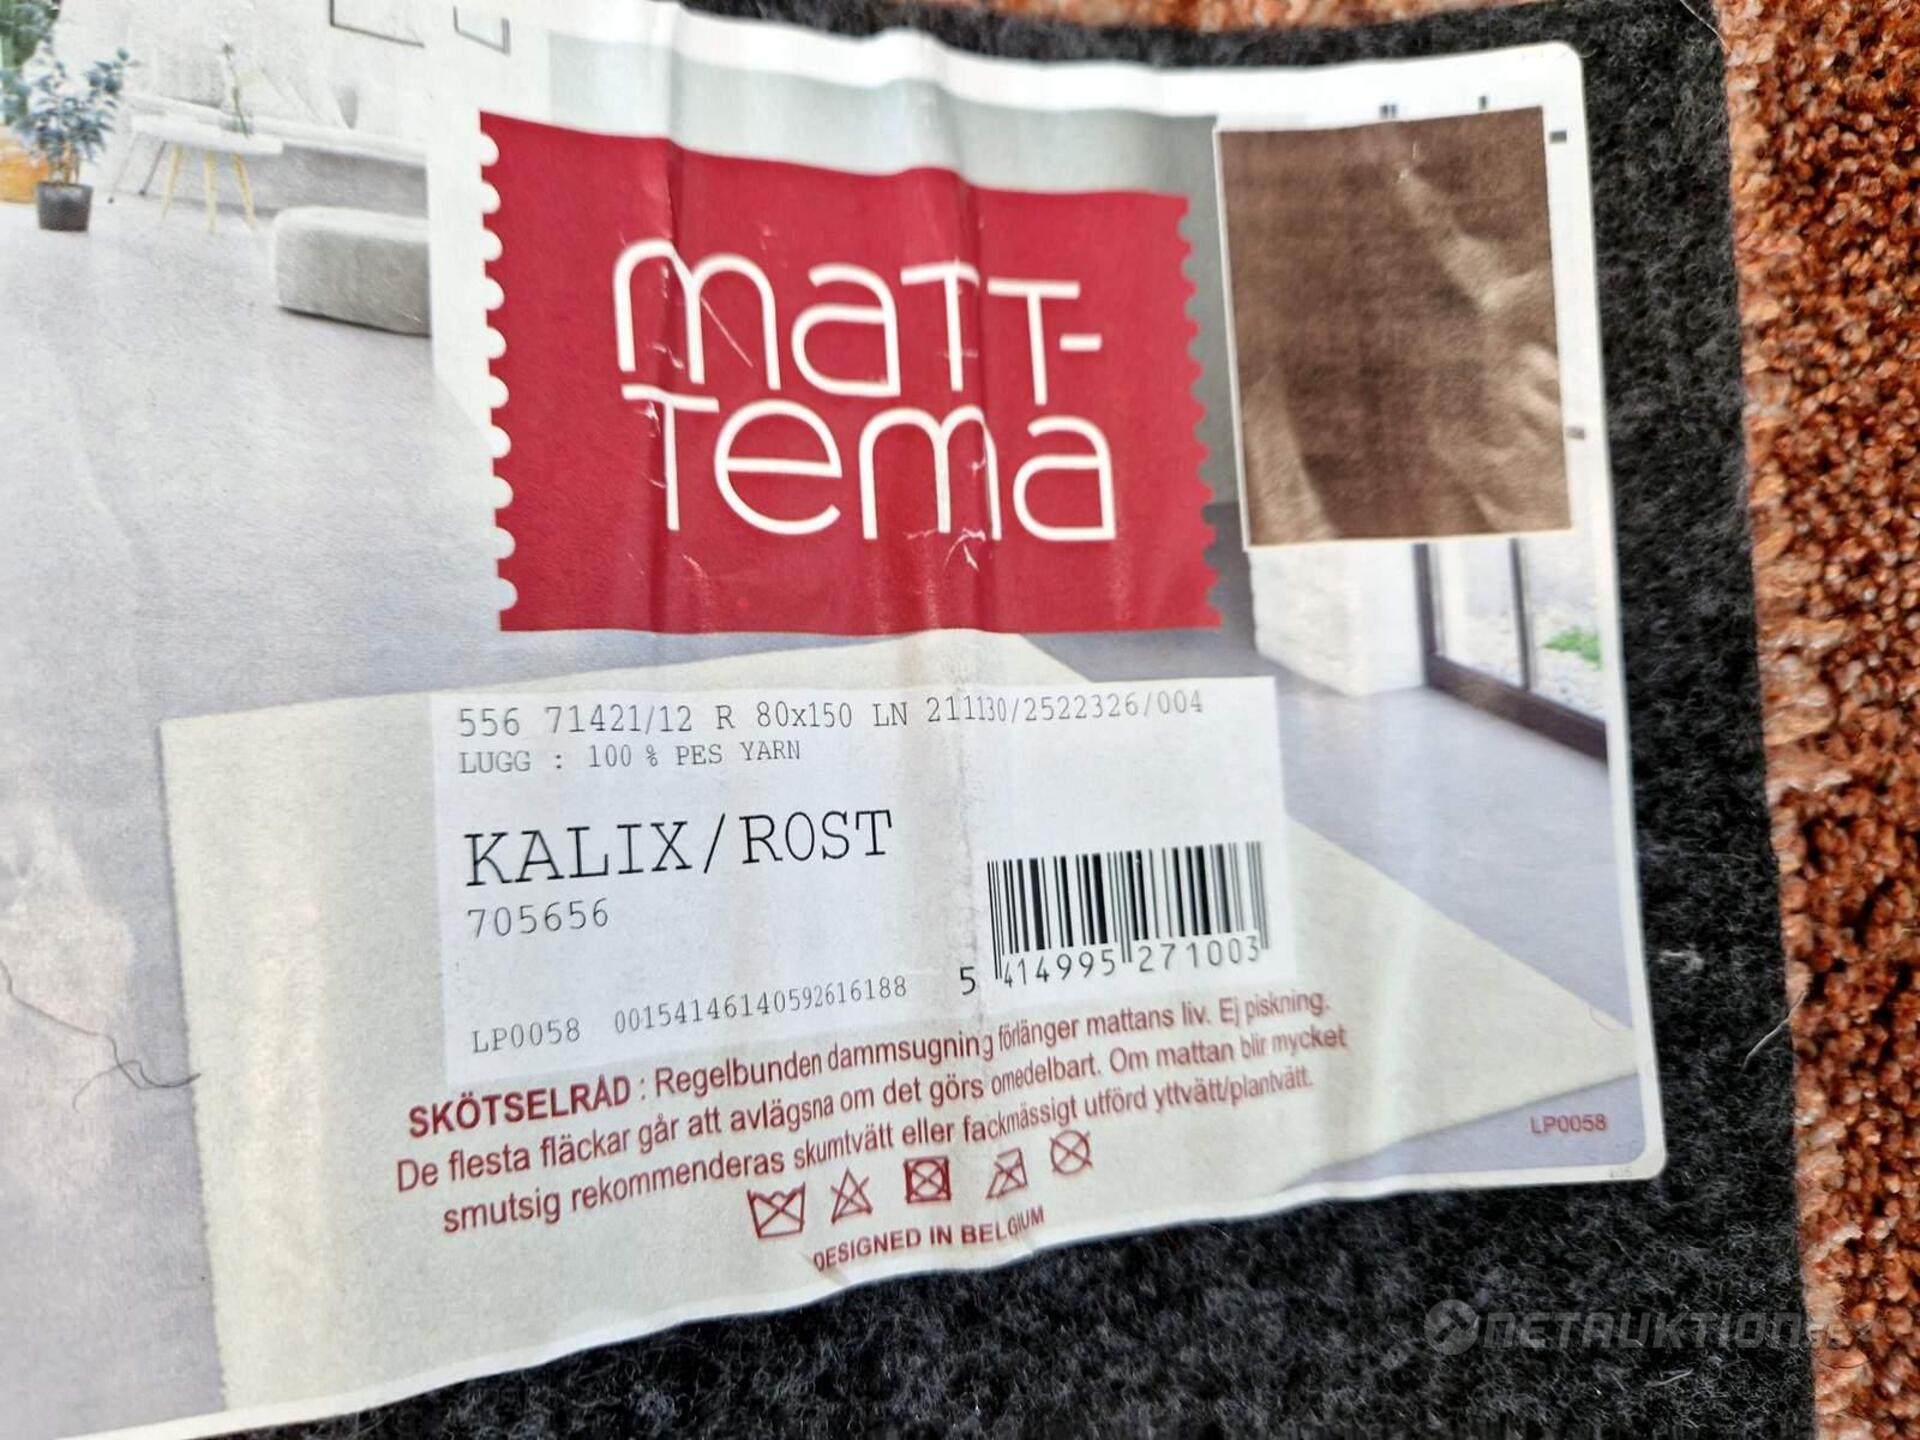 matt-
tema
556 71421/12 R 80x150 LN 211130/2522326/004
LUGG : 100 % PES YARN
KALIX/ROST
705656
5 414995 271003
LP0058 00154146140592616188
SKÖTSELRÅD : Regelbunden dammsugning förlänger mattans liv. Ej piskning.
De flesta fläckar går att avlägsna om det görs omedelbart. Om mattan blir mycket
smutsig rekommenderas skumtvätt eller fackmässigt utförd yttvätt/plantvätt.
DESIGNED IN BELGIUM
LP0058
NETAUKTION